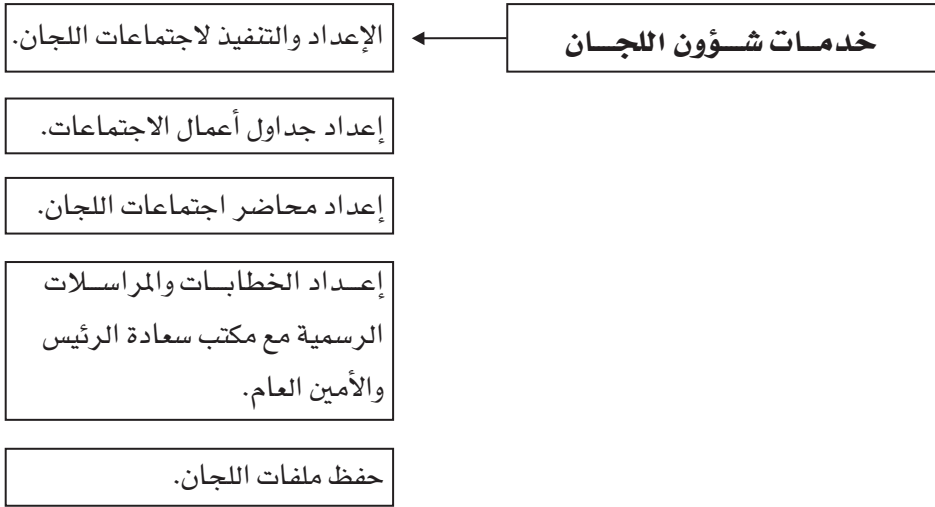 خدمات شؤون اللجان
الإعداد والتنفيذ لاجتماعات اللجان.
إعداد جداول أعمال الاجتماعات.
إعداد محاضر اجتماعات اللجان.
إعداد الخطابات والمراسلات
الرسمية مع مكتب سعادة الرئيس
والأمين العام.
حفظ ملفات اللجان.